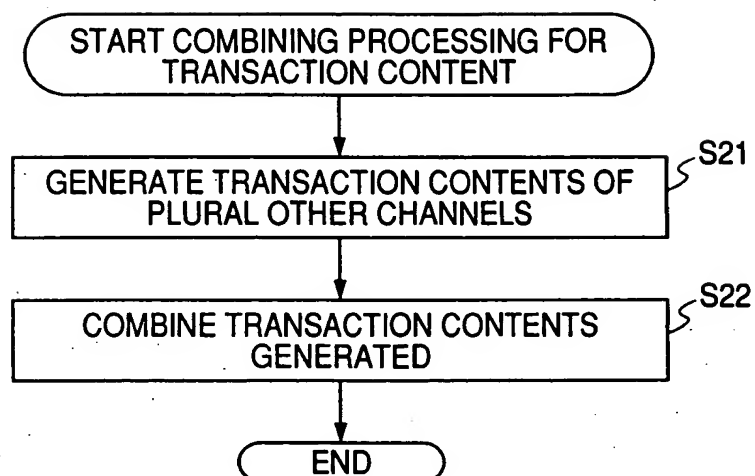 START COMBINING PROCESSING FOR
TRANSACTION CONTENT
S21
GENERATE TRANSACTION CONTENTS OF
PLURAL OTHER CHANNELS
S22
COMBINE TRANSACTION CONTENTS
GENERATED
END